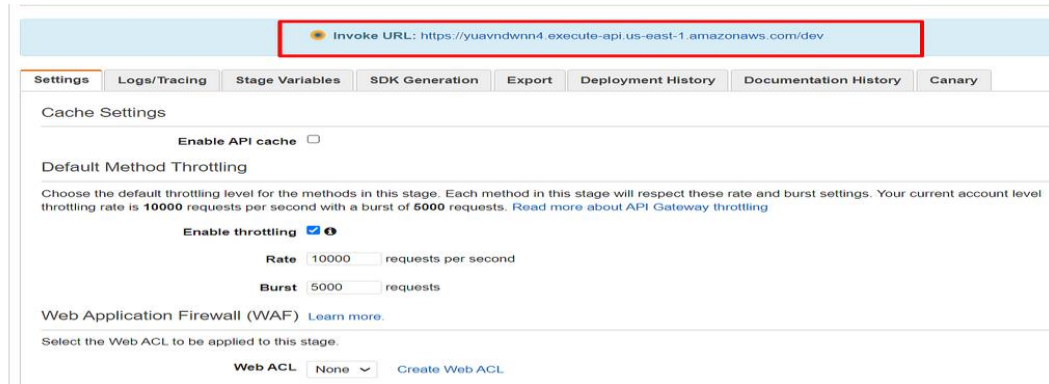 Invoke URL: https://yuavndwnn4.execute-api.us-east-1.amazonaws.com/dev
Settings Logs/Tracing Stage Variables SDK Generation Export Deployment History Documentation History Canary
Cache Settings
Enable API cache
Default Method Throttling
Choose the default throttling level for the methods in this stage. Each method in this stage will respect these rate and burst settings. Your current account level
throttling rate is 10000 requests per second with a burst of 5000 requests. Read more about API Gateway throttling
Enable throttling
Rate 10000 requests per second
Burst 5000 requests
Web Application Firewall (WAF) Learn more.
Select the Web ACL to be applied to this stage.
Web ACL None Create Web ACL